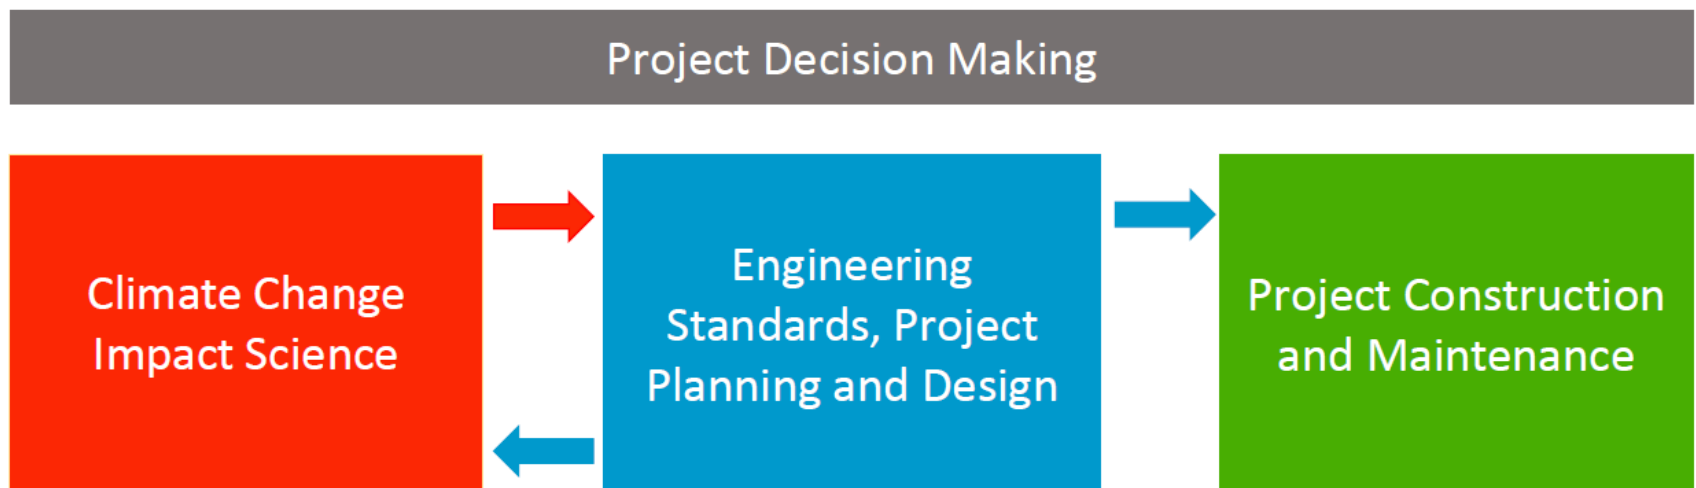 Project Decision Making
Climate Change
Impact Science
Engineering
Standards, Project
Planning and Design
Project Construction
and Maintenance